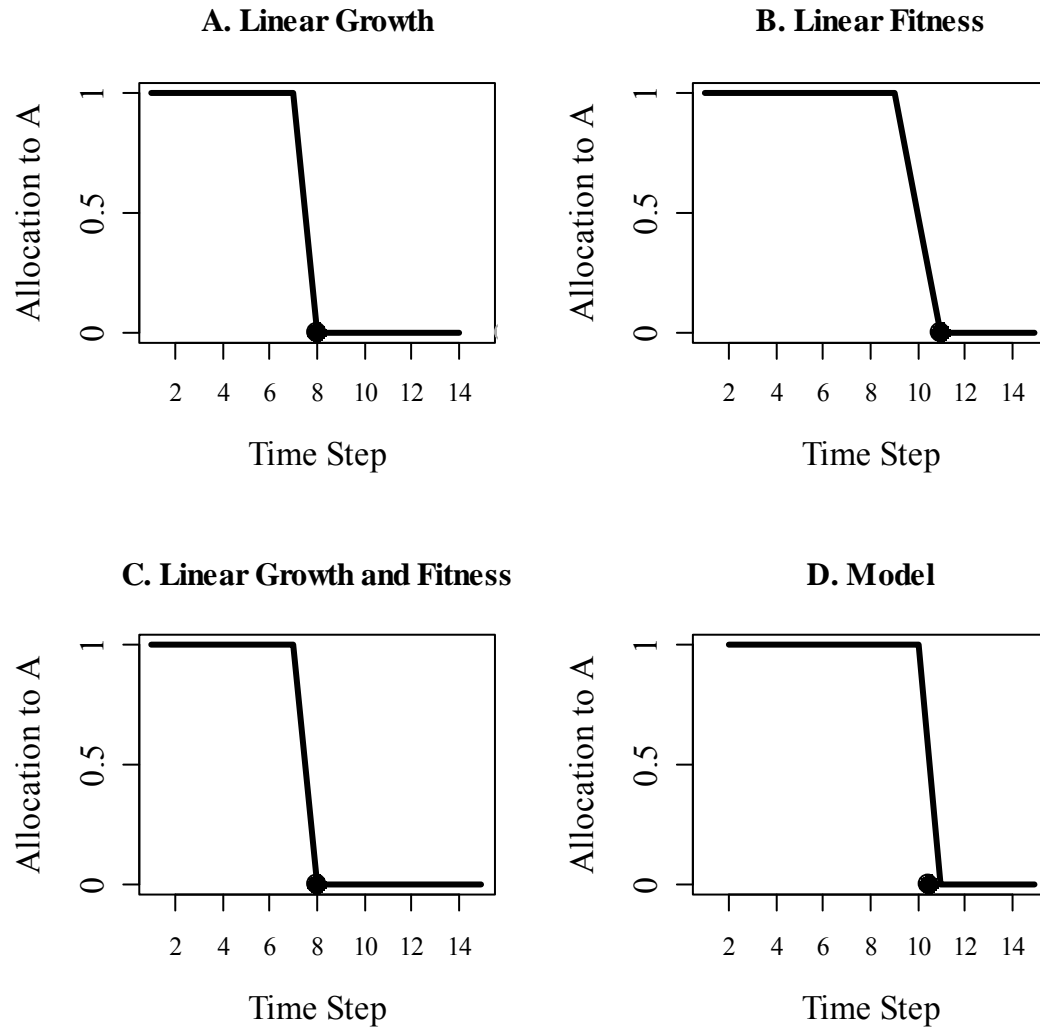 A. Linear Growth
Allocation to A
1
0.5
0
2 4 6 8 10 12 14
Time Step
B. Linear Fitness
Allocation to A
1
0.5
0
2 4 6 8 10 12 14
Time Step
C. Linear Growth and Fitness
Allocation to A
1
0.5
0
2 4 6 8 10 12 14
Time Step
D. Model
Allocation to A
1
0.5
0
2 4 6 8 10 12 14
Time Step